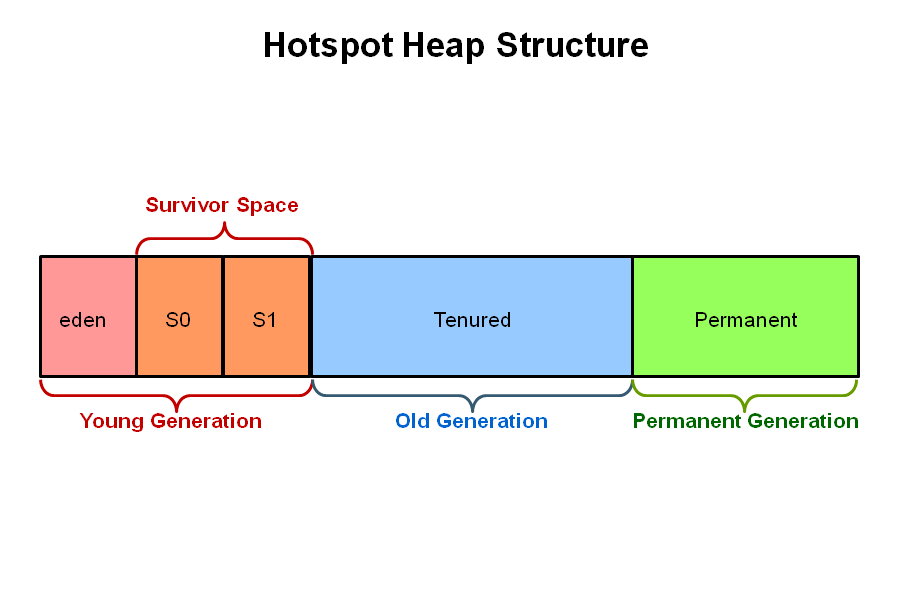 Hotspot Heap Structure
Survivor Space
eden
S0
S1
Tenured
Permanent
Young Generation
Old Generation
Permanent Generation